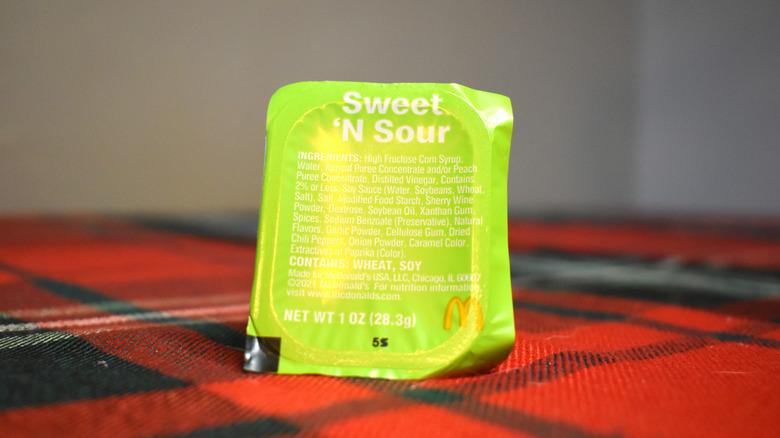 Sweet
'N Sour
INGREDIENTS: High Fructose Corn Syrup,
Water, Apricot Puree Concentrate and/or Peach
Puree Concentrate, Distilled Vinegar, Contains
2% or Less: Soy Sauce (Water, Soybeans, Wheat,
Salt), Salt, Modified Food Starch, Sherry Wine
Powder, Dextrose, Soybean Oil, Xanthan Gum,
Spices, Sodium Benzoate (Preservative), Natural
Flavors, Garlic Powder, Cellulose Gum, Dried
Chili Peppers, Onion Powder, Caramel Color,
Extractives of Paprika (Color).
CONTAINS: WHEAT, SOY
Made for McDonald's USA, LLC, Chicago, IL 60607
©2021 McDonald's For nutrition information,
visit www.mcdonalds.com.
NET WT 1 OZ (28.3g)
5S